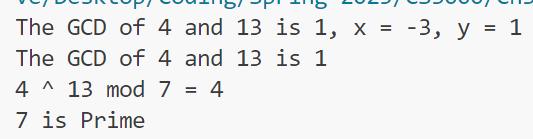 The GCD of 4 and 13 is 1, x = -3, y = 1
The GCD of 4 and 13 is 1
4 ^ 13 mod 7 = 4
7 is Prime